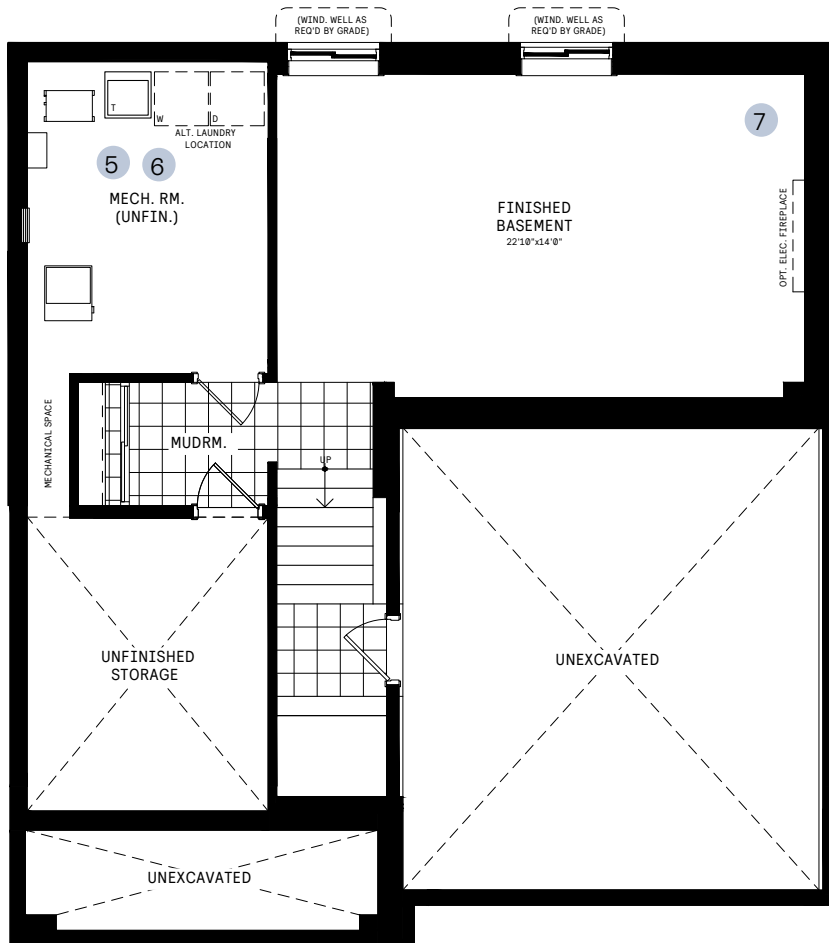 (WIND. WELL AS
REQ'D BY GRADE)
(WIND. WELL AS
REQ'D BY GRADE)
T
W
D
ALT. LAUNDRY
LOCATION
5
6
7
MECH. RM.
(UNFIN.)
FINISHED
BASEMENT
22'10"x14'0"
OPT. ELEC. FIREPLACE
MECHANICAL SPACE
MUDRM.
UP
UNFINISHED
STORAGE
UNEXCAVATED
UNEXCAVATED